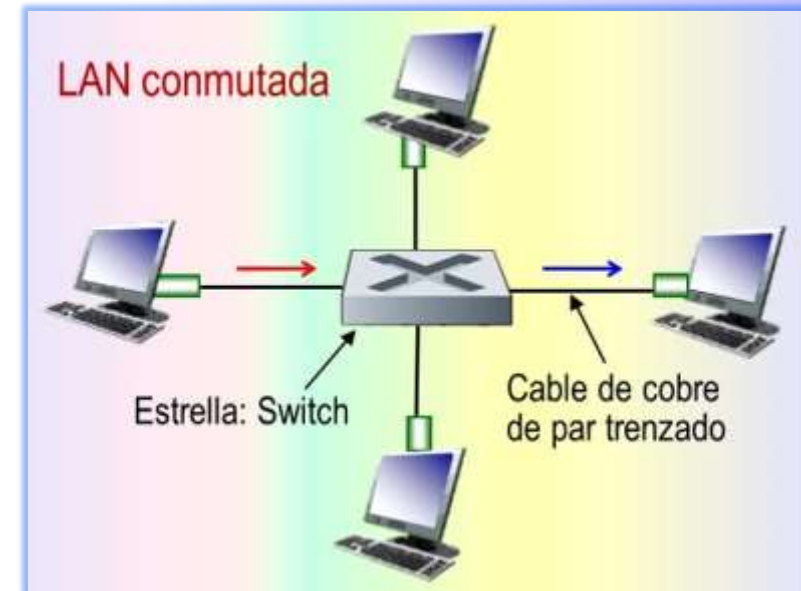 LAN conmutada
Estrella: Switch
Cable de cobre
de par trenzado